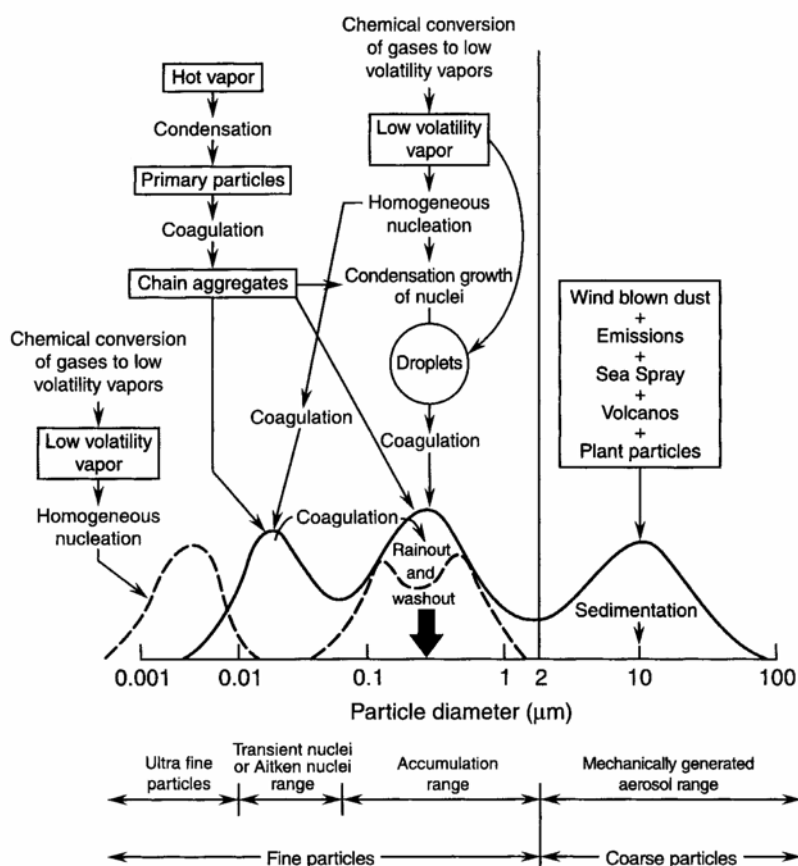 Hot vapor
Condensation
Primary particles
Coagulation
Chain aggregates
Chemical conversion
of gases to low
volatility vapors
Low volatility
vapor
Homogeneous
nucleation
Condensation growth
of nuclei
Droplets
Coagulation
Coagulation
Chemical conversion
of gases to low
volatility vapors
Low volatility
vapor
Homogeneous
nucleation
Coagulation
Rainout
and
washout
Wind blown dust
+
Emissions
+
Sea Spray
+
Volcanos
+
Plant particles
Sedimentation
0.001 0.01 0.1 1 2 10 100
Particle diameter (μm)
Ultra fine
particles
Transient nuclei
or Aitken nuclei
range
Accumulation
range
Mechanically generated
aerosol range
Fine particles
Coarse particles